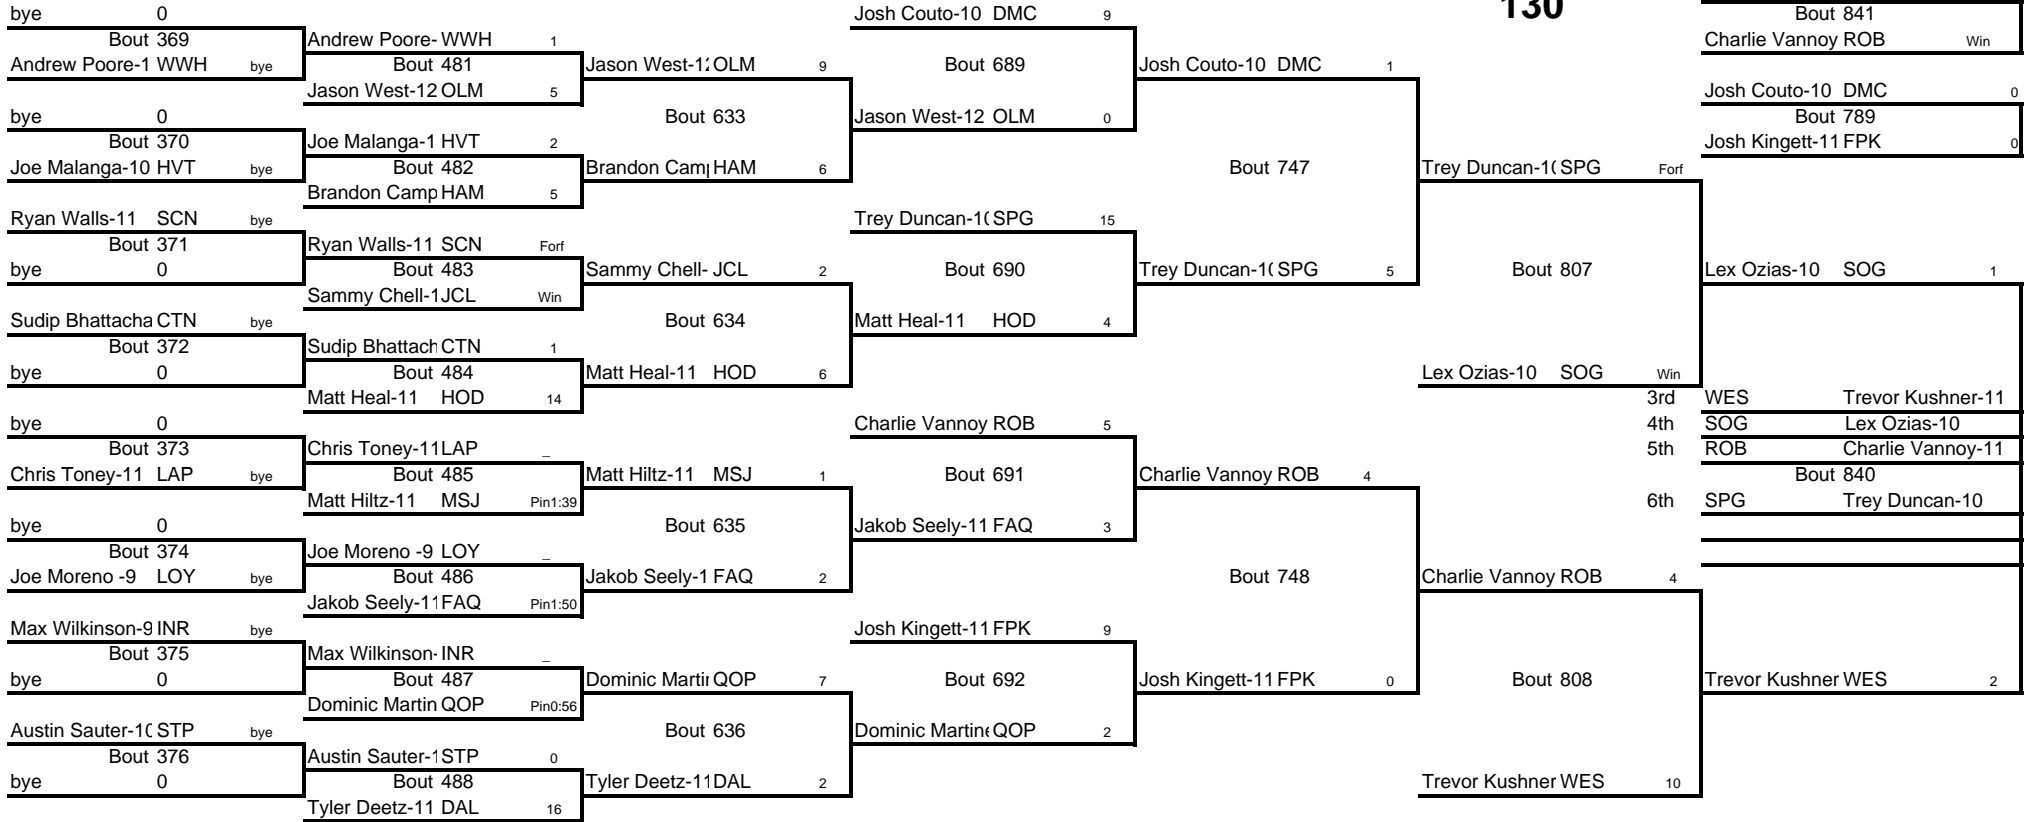 bye 0
Bout 369
Andrew Poore-1 WWH bye
bye 0
Bout 370
Joe Malanga-10 HVT bye
Ryan Walls-11 SCN bye
Bout 371
bye 0
Sudip Bhattacha CTN bye
Bout 372
bye 0
bye 0
Bout 373
Chris Toney-11 LAP bye
bye 0
Bout 374
Joe Moreno -9 LOY bye
Max Wilkinson-9 INR bye
Bout 375
bye 0
Austin Sauter-10 STP bye
Bout 376
bye 0
Andrew Poore- WWH 1
Bout 481
Jason West-12 OLM 5
Joe Malanga-1 HVT 2
Bout 482
Brandon Camp HAM 5
Ryan Walls-11 SCN Forf
Bout 483
Sammy Chell-1 JCL Win
Sudip Bhattach CTN 1
Bout 484
Matt Heal-11 HOD 14
Chris Toney-11 LAP _
Bout 485
Matt Hiltz-11 MSJ Pin1:39
Joe Moreno -9 LOY _
Bout 486
Jakob Seely-11 FAQ Pin1:50
Max Wilkinson- INR _
Bout 487
Dominic Martin QOP Pin0:56
Austin Sauter-1 STP 0
Bout 488
Tyler Deetz-11 DAL 16
Jason West-12 OLM 9
Bout 633
Brandon Camp HAM 6
Sammy Chell- JCL 2
Bout 634
Matt Heal-11 HOD 6
Matt Hiltz-11 MSJ 1
Bout 635
Jakob Seely-1 FAQ 2
Dominic Martin QOP 7
Bout 636
Tyler Deetz-11 DAL 2
Josh Couto-10 DMC 9
Bout 689
Jason West-12 OLM 0
Trey Duncan-10 SPG 15
Bout 690
Matt Heal-11 HOD 4
Charlie Vannoy ROB 5
Bout 691
Jakob Seely-11 FAQ 3
Josh Kingett-11 FPK 9
Bout 692
Dominic Martine QOP 2
Josh Couto-10 DMC 1
Bout 747
Trey Duncan-10 SPG 5
Charlie Vannoy ROB 4
Bout 748
Josh Kingett-11 FPK 0
130
Trey Duncan-10 SPG Forf
Bout 807
Lex Ozias-10 SOG Win
Charlie Vannoy ROB 4
Bout 808
Trevor Kushner WES 10
Bout 841
Charlie Vannoy ROB Win
Josh Couto-10 DMC 0
Bout 789
Josh Kingett-11 FPK 0
Lex Ozias-10 SOG 1
3rd WES Trevor Kushner-11
4th SOG Lex Ozias-10
5th ROB Charlie Vannoy-11
Bout 840
6th SPG Trey Duncan-10
Trevor Kushner WES 2